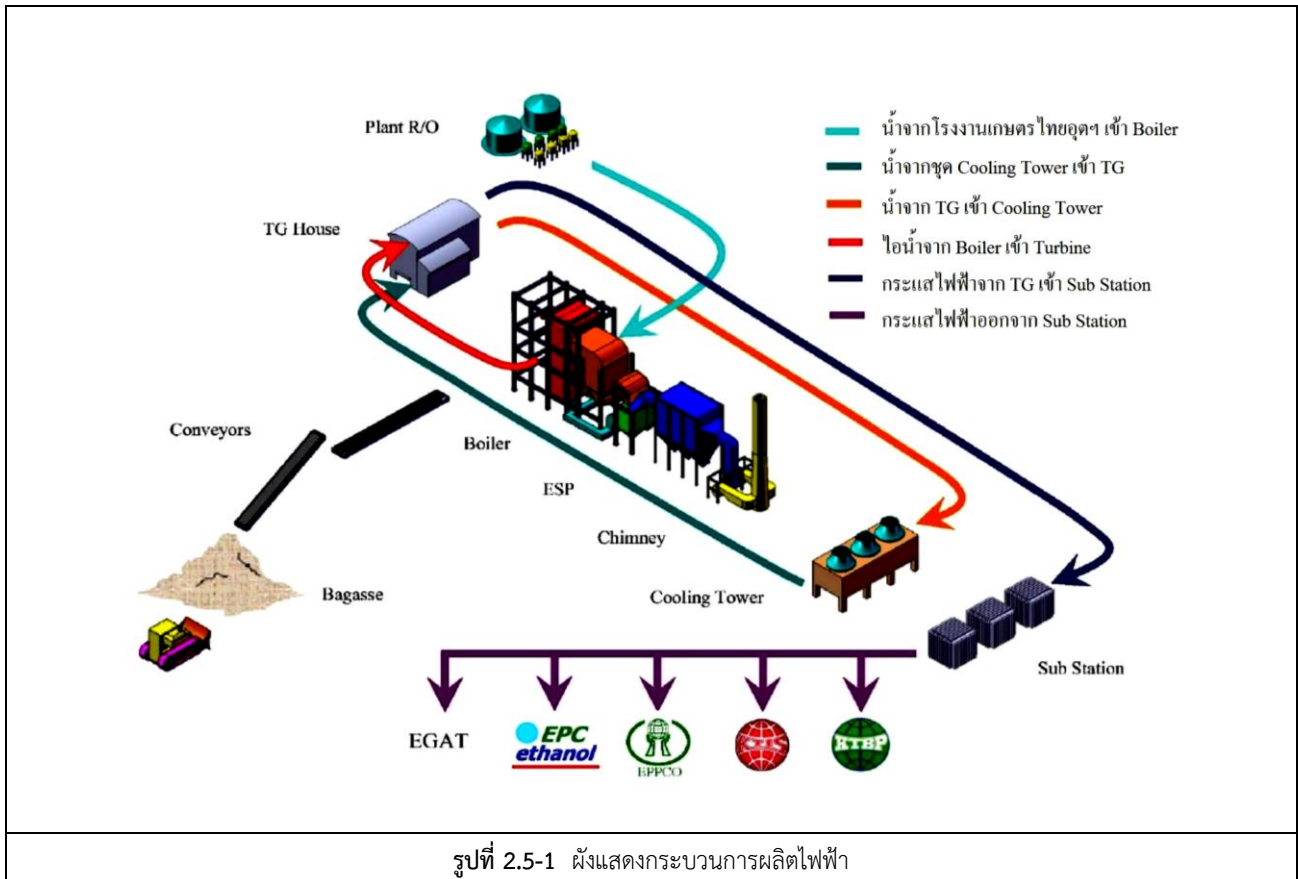 Plant R/O
น้ำจากโรงงานเกษตรไทยอุตฯ เข้า Boiler
น้ำจากชุด Cooling Tower เข้า TG
น้ำจาก TG เข้า Cooling Tower
ไอน้ำจาก Boiler เข้า Turbine
กระแสไฟฟ้าจาก TG เข้า Sub Station
กระแสไฟฟ้าออกจาก Sub Station
TG House
Conveyors
Boiler
ESP
Chimney
Bagasse
Cooling Tower
Sub Station
EGAT
EPC
ethanol
EPPCO
RTBP
รูปที่ 2.5-1 ผังแสดงกระบวนการผลิตไฟฟ้า